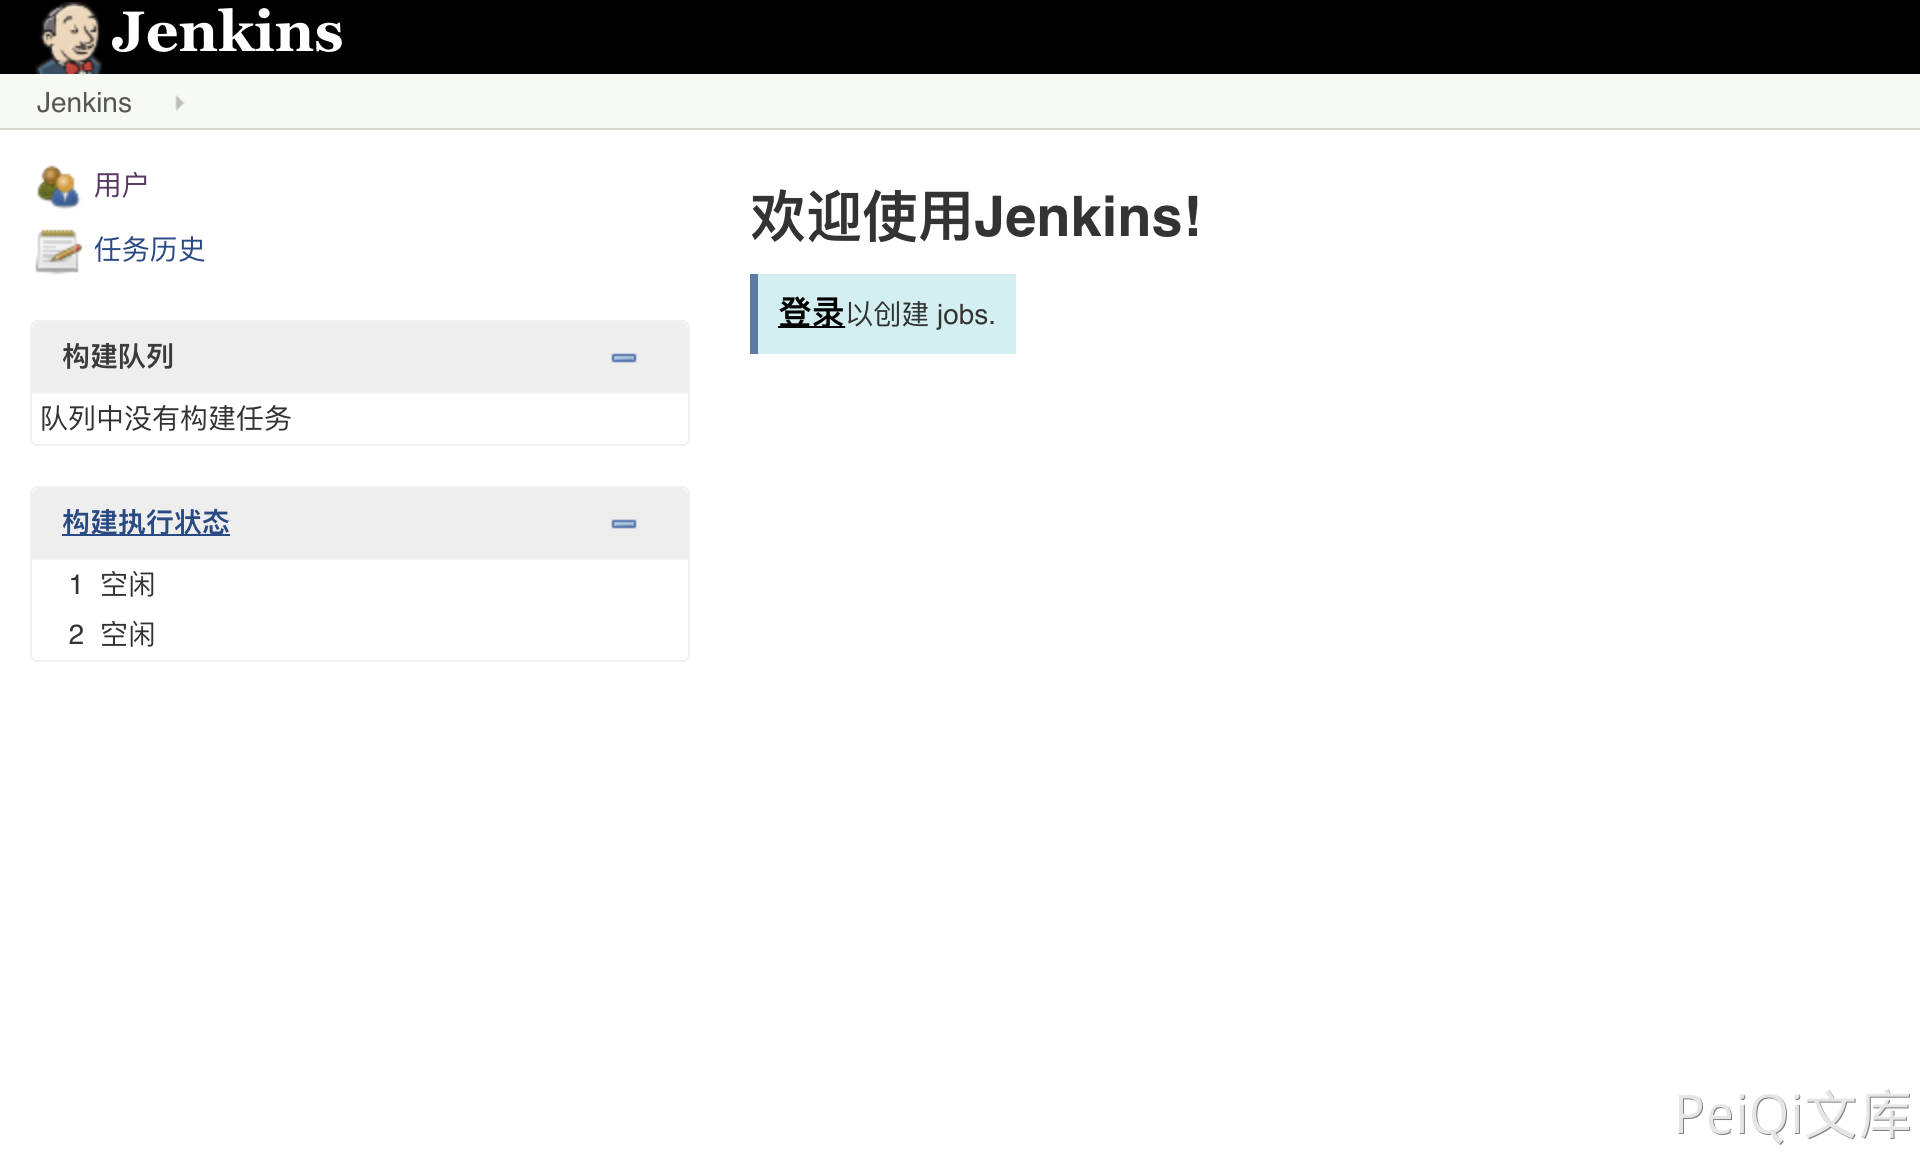 Jenkins
Jenkins
用户
任务历史
构建队列
队列中没有构建任务
构建执行状态
1 空闲
2 空闲
欢迎使用Jenkins!
登录以创建 jobs.
PeiQi文库